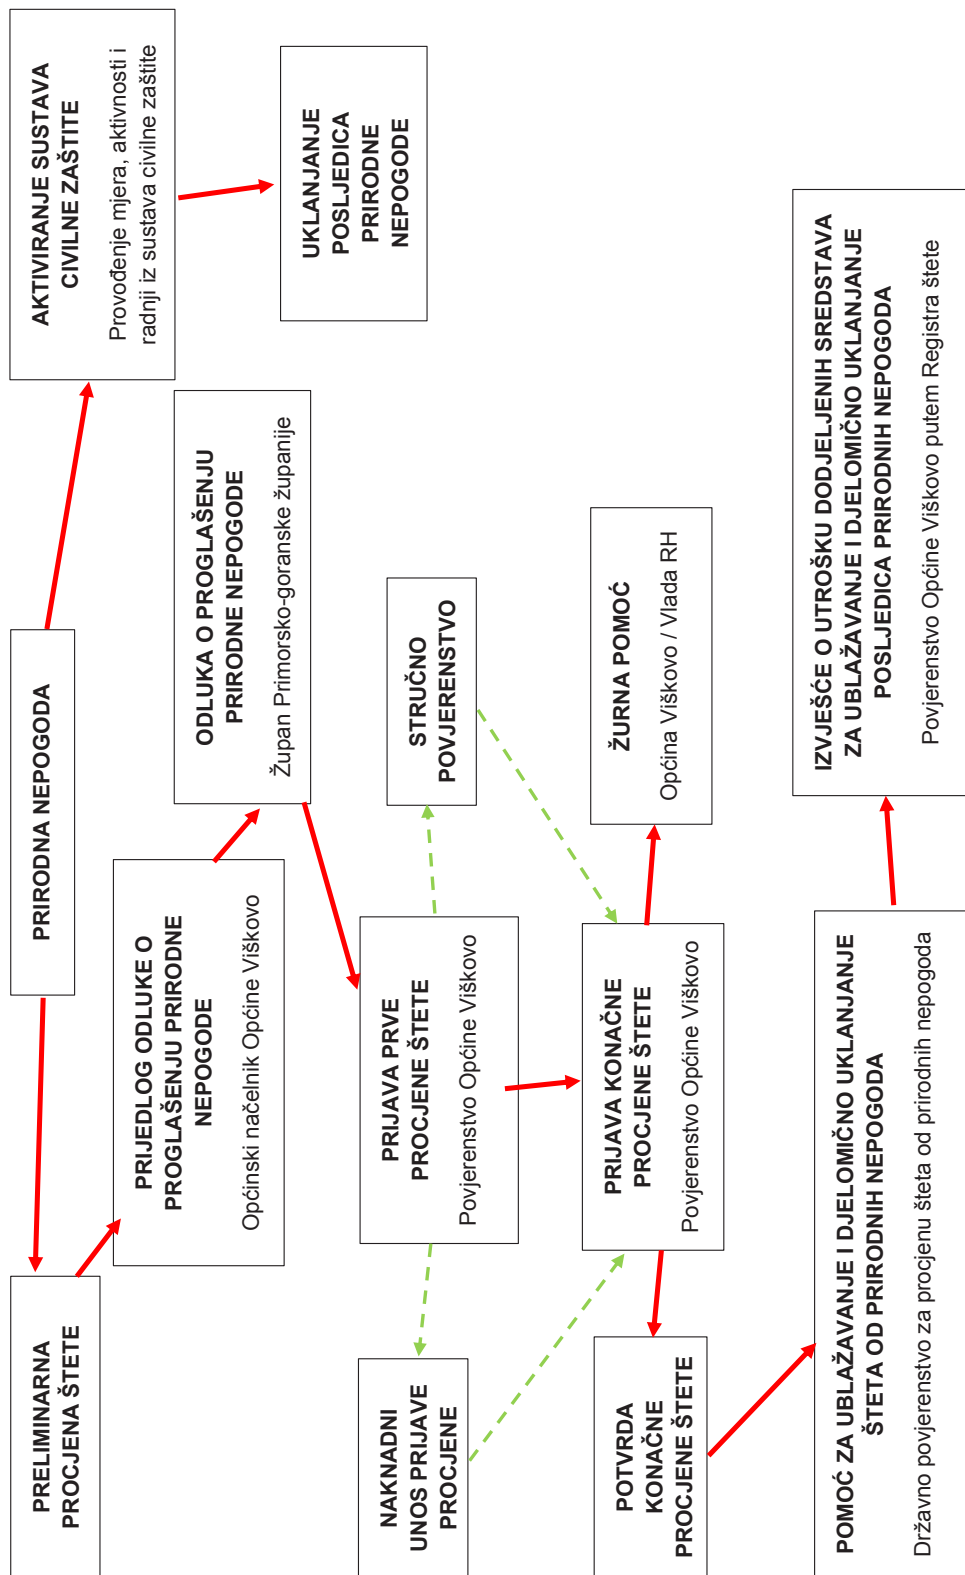 PRIRODNA NEPOGODA
PRELIMINARNA
PROCJENA ŠTETE
AKTIVIRANJE SUSTAVA
CIVILNE ZAŠTITE
Provođenje mjera, aktivnosti i
radnji iz sustava civilne zaštite
PRIJEDLOG ODLUKE O
PROGLAŠENJU PRIRODNE
NEPOGODE
Općinski načelnik Općine Viškovo
ODLUKA O PROGLAŠENJU
PRIRODNE NEPOGODE
Župan Primorsko-goranske županije
UKLANJANJE
POSLJEDICA
PRIRODNE
NEPOGODE
NAKNADNI
UNOS PRIJAVE
PROCJENE
PRIJAVA PRVE
PROCJENE ŠTETE
Povjerenstvo Općine Viškovo
STRUČNO
POVJERENSTVO
POTVRDA
KONAČNE
PROCJENE ŠTETE
PRIJAVA KONAČNE
PROCJENE ŠTETE
Povjerenstvo Općine Viškovo
ŽURNA POMOĆ
Općina Viškovo / Vlada RH
POMOĆ ZA UBLAŽAVANJE I DJELOMIČNO UKLANJANJE
ŠTETA OD PRIRODNIH NEPOGODA
Državno povjerenstvo za procjenu šteta od prirodnih nepogoda
IZVJEŠĆE O UTROŠKU DODJELJENIH SREDSTAVA
ZA UBLAŽAVANJE I DJELOMIČNO UKLANJANJE
POSLJEDICA PRIRODNIH NEPOGODA
Povjerenstvo Općine Viškovo putem Registra štete